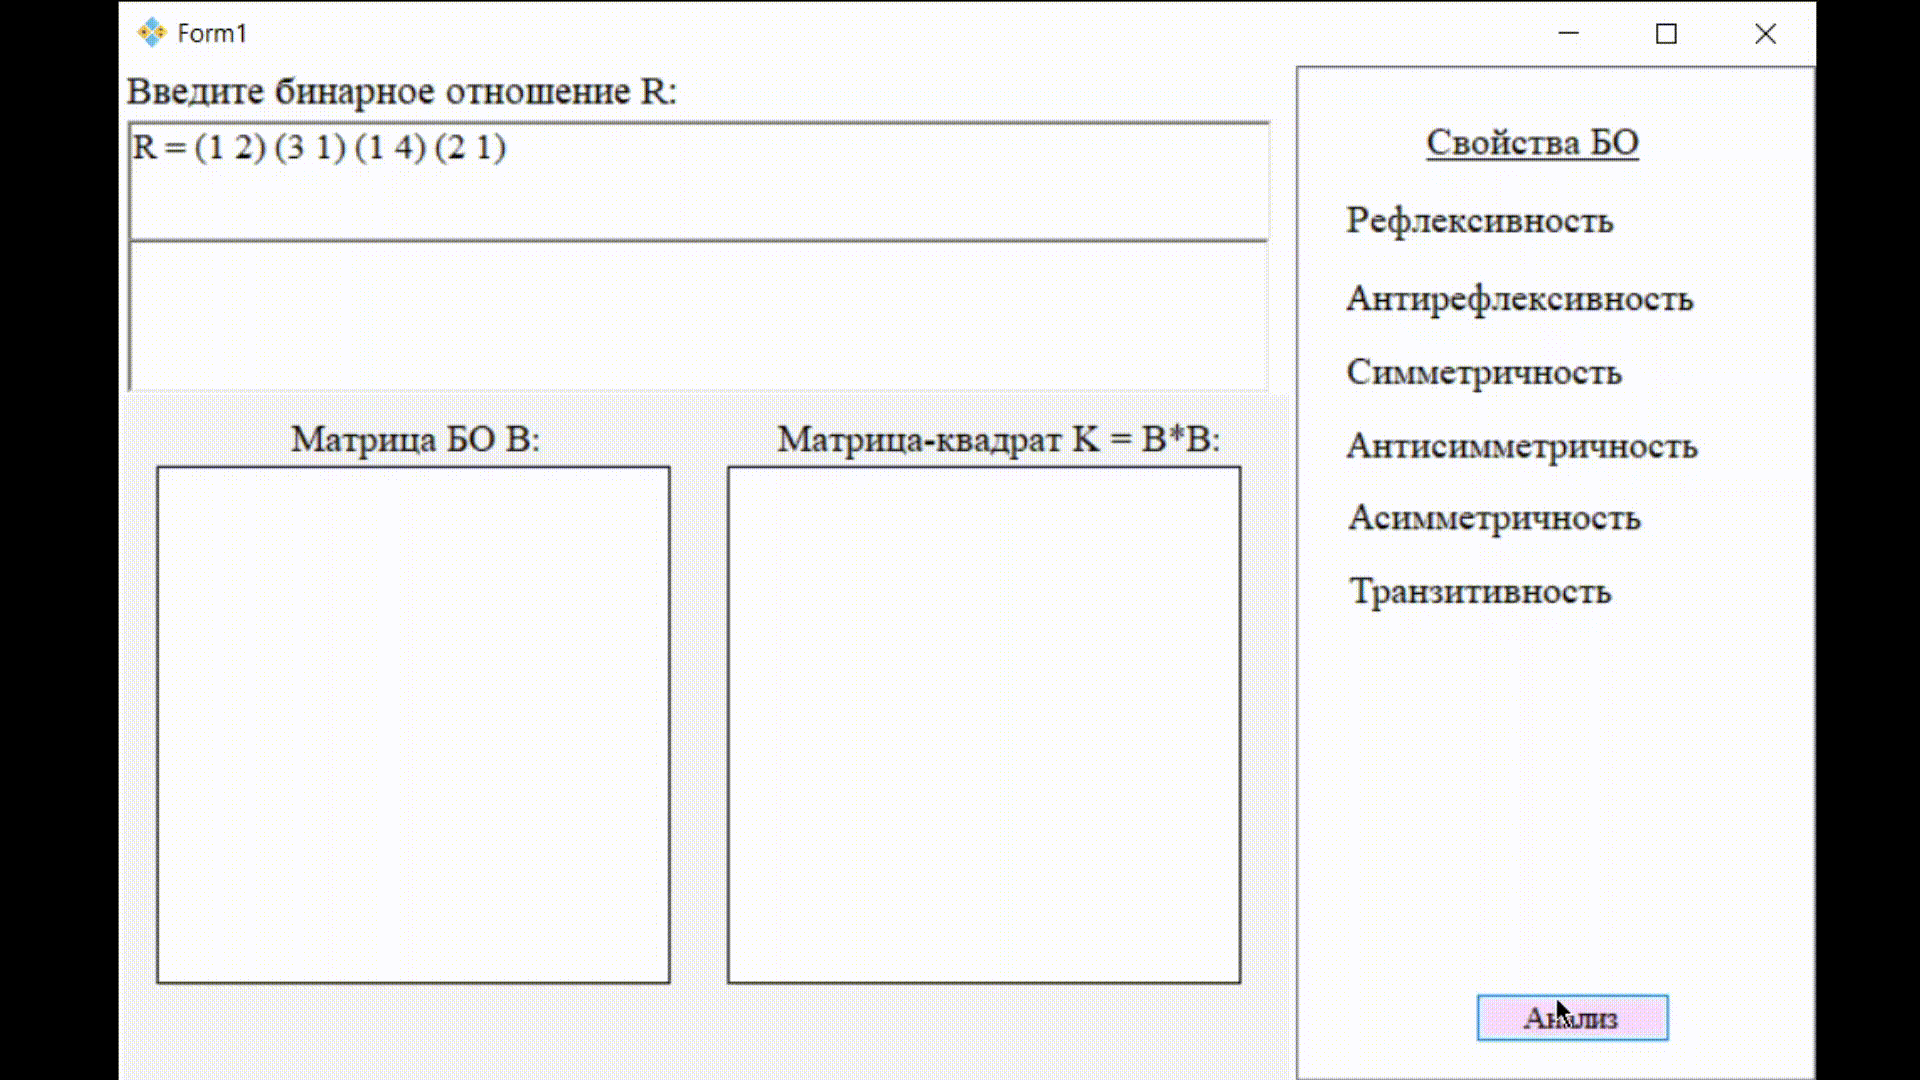 Form1
Введите бинарное отношение R:
R = (1 2) (3 1) (1 4) (2 1)
Матрица БО B:
Матрица-квадрат K = B*B:
Свойства БО
Рефлексивность
Антирефлексивность
Симметричность
Антисимметричность
Асимметричность
Транзитивность
Анализ